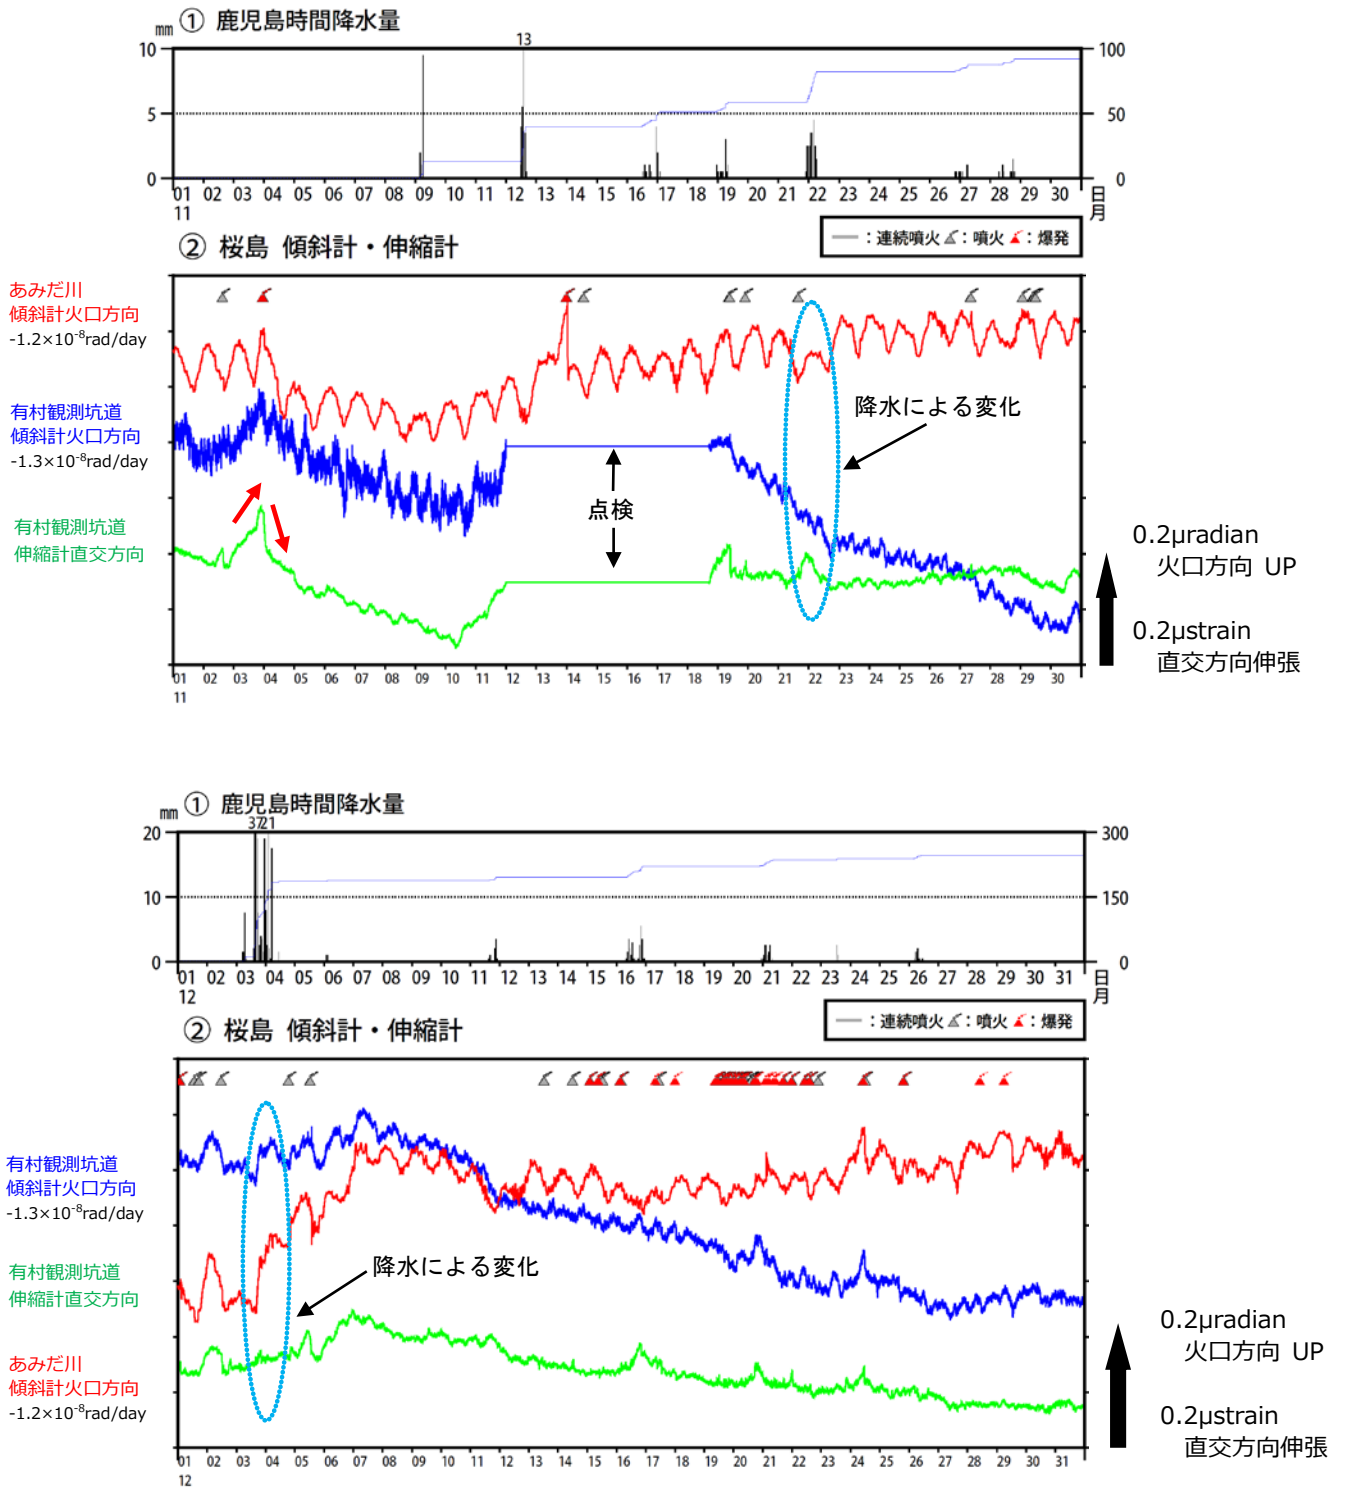 ① 鹿児島時間降水量
mm
13
10
5
0
100
50
0
01 02 03 04 05 06 07 08 09 10 11 12 13 14 15 16 17 18 19 20 21 22 23 24 25 26 27 28 29 30
日
11
月
② 桜島 傾斜計・伸縮計
：連続噴火 ：噴火 ：爆発
あみだ川
傾斜計火口方向
-1.2×10⁻⁸rad/day
有村観測坑道
傾斜計火口方向
-1.3×10⁻⁸rad/day
有村観測坑道
伸縮計直交方向
降水による変化
点検
0.2μradian
火口方向 UP
0.2μstrain
直交方向伸張
01 02 03 04 05 06 07 08 09 10 11 12 13 14 15 16 17 18 19 20 21 22 23 24 25 26 27 28 29 30
11
① 鹿児島時間降水量
mm
3721
20
10
0
300
150
0
01 02 03 04 05 06 07 08 09 10 11 12 13 14 15 16 17 18 19 20 21 22 23 24 25 26 27 28 29 30 31
日
12
月
② 桜島 傾斜計・伸縮計
：連続噴火 ：噴火 ：爆発
有村観測坑道
傾斜計火口方向
-1.3×10⁻⁸rad/day
有村観測坑道
伸縮計直交方向
あみだ川
傾斜計火口方向
-1.2×10⁻⁸rad/day
降水による変化
0.2μradian
火口方向 UP
0.2μstrain
直交方向伸張
01 02 03 04 05 06 07 08 09 10 11 12 13 14 15 16 17 18 19 20 21 22 23 24 25 26 27 28 29 30 31
12